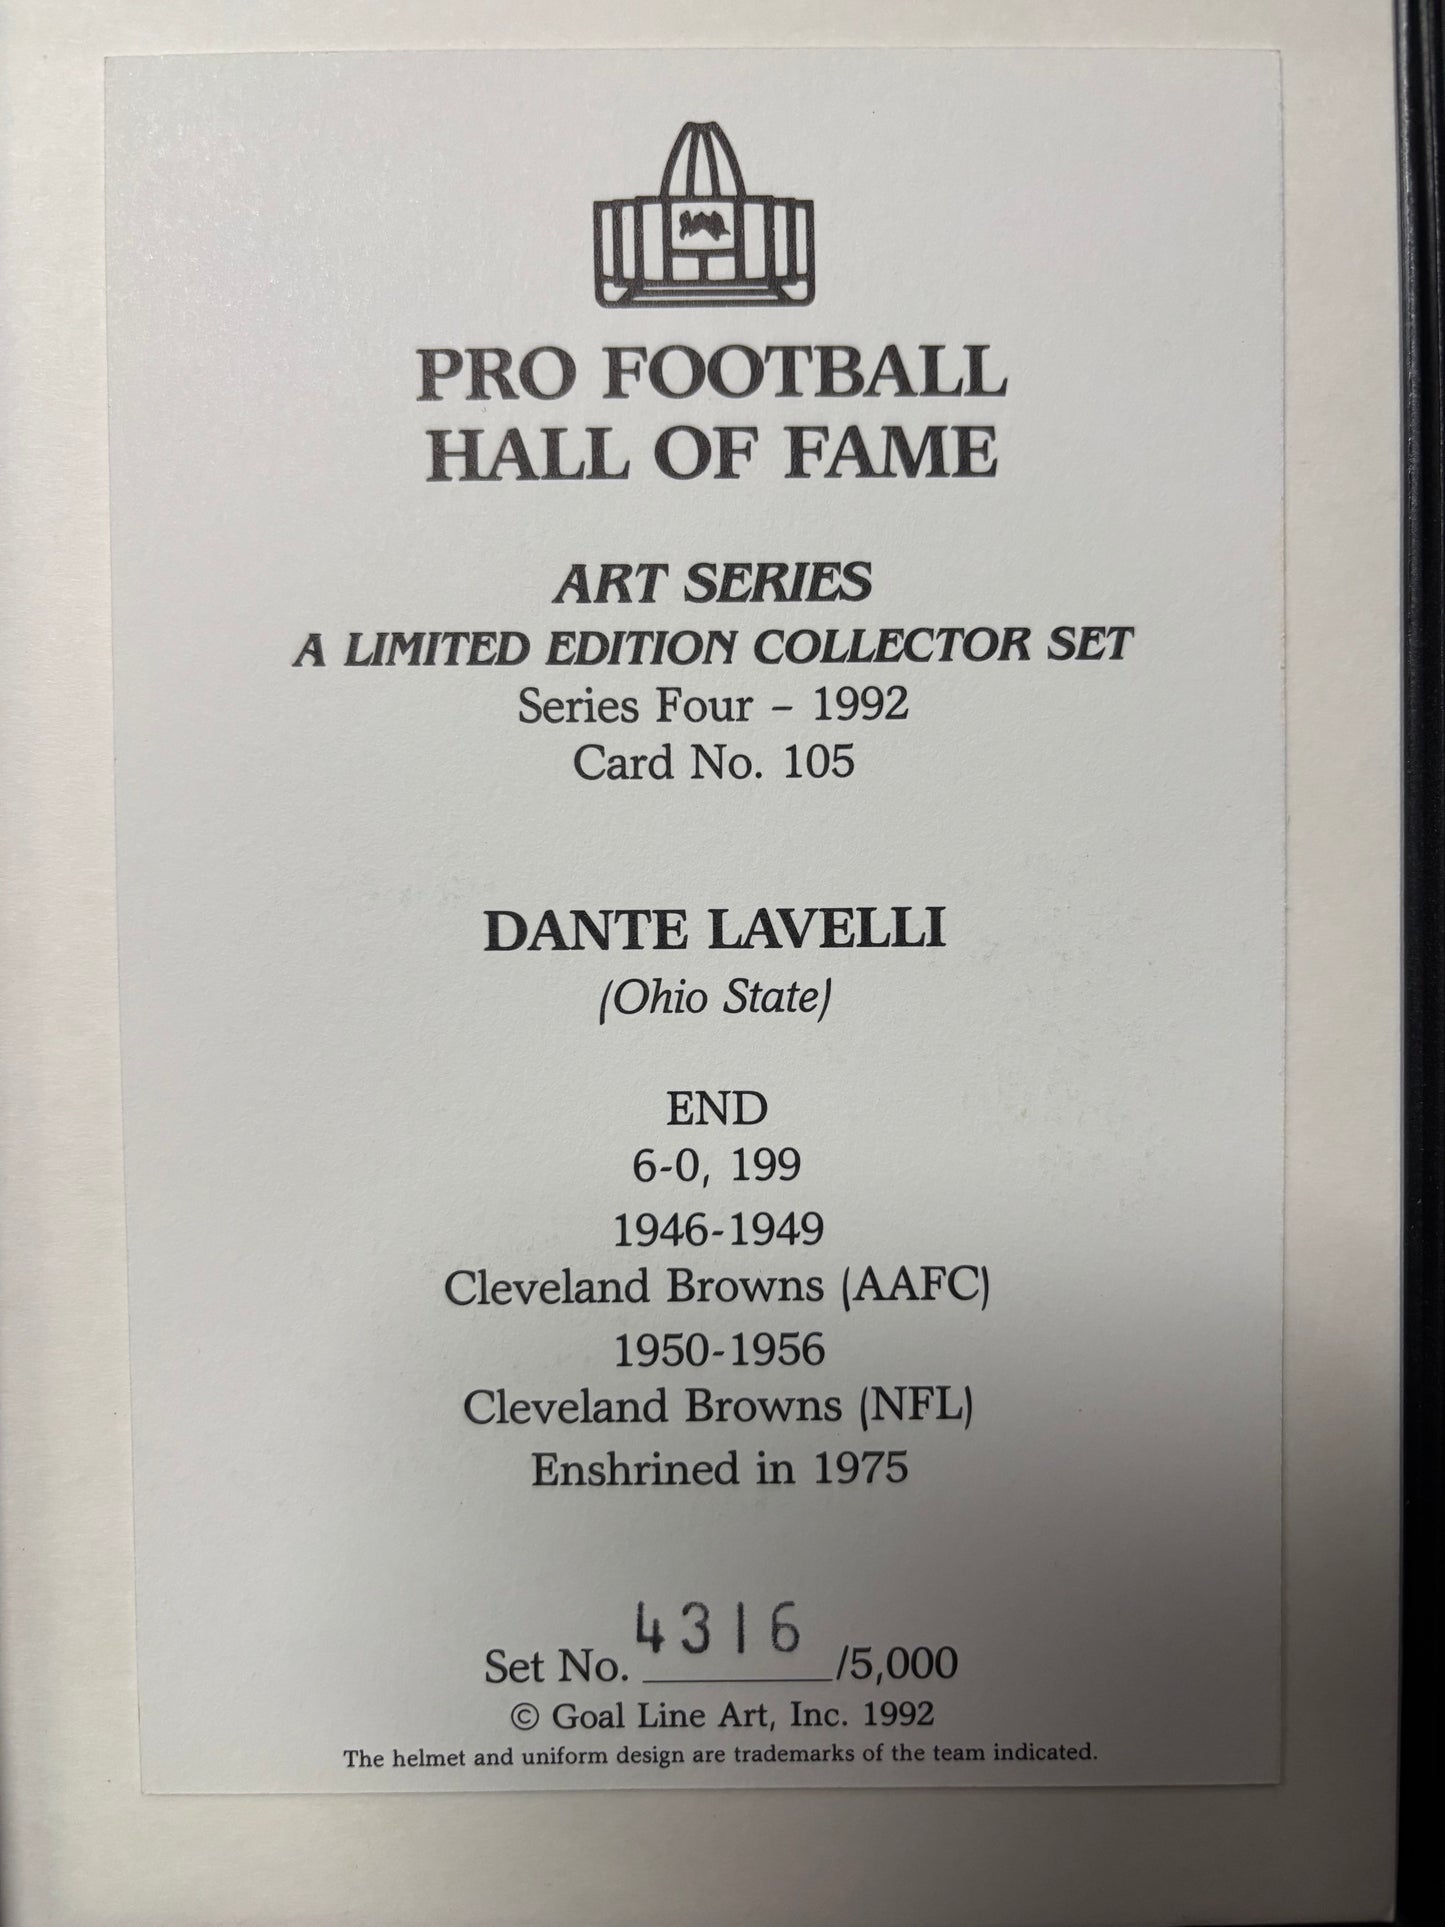 PRO FOOTBALL
HALL OF FAME
ART SERIES
A LIMITED EDITION COLLECTOR SET
Series Four – 1992
Card No. 105
DANTE LAVELLI
(Ohio State)
END
6-0, 199
1946-1949
Cleveland Browns (AAFC)
1950-1956
Cleveland Browns (NFL)
Enshrined in 1975
Set No. 4316/5,000
© Goal Line Art, Inc. 1992
The helmet and uniform design are trademarks of the team indicated.